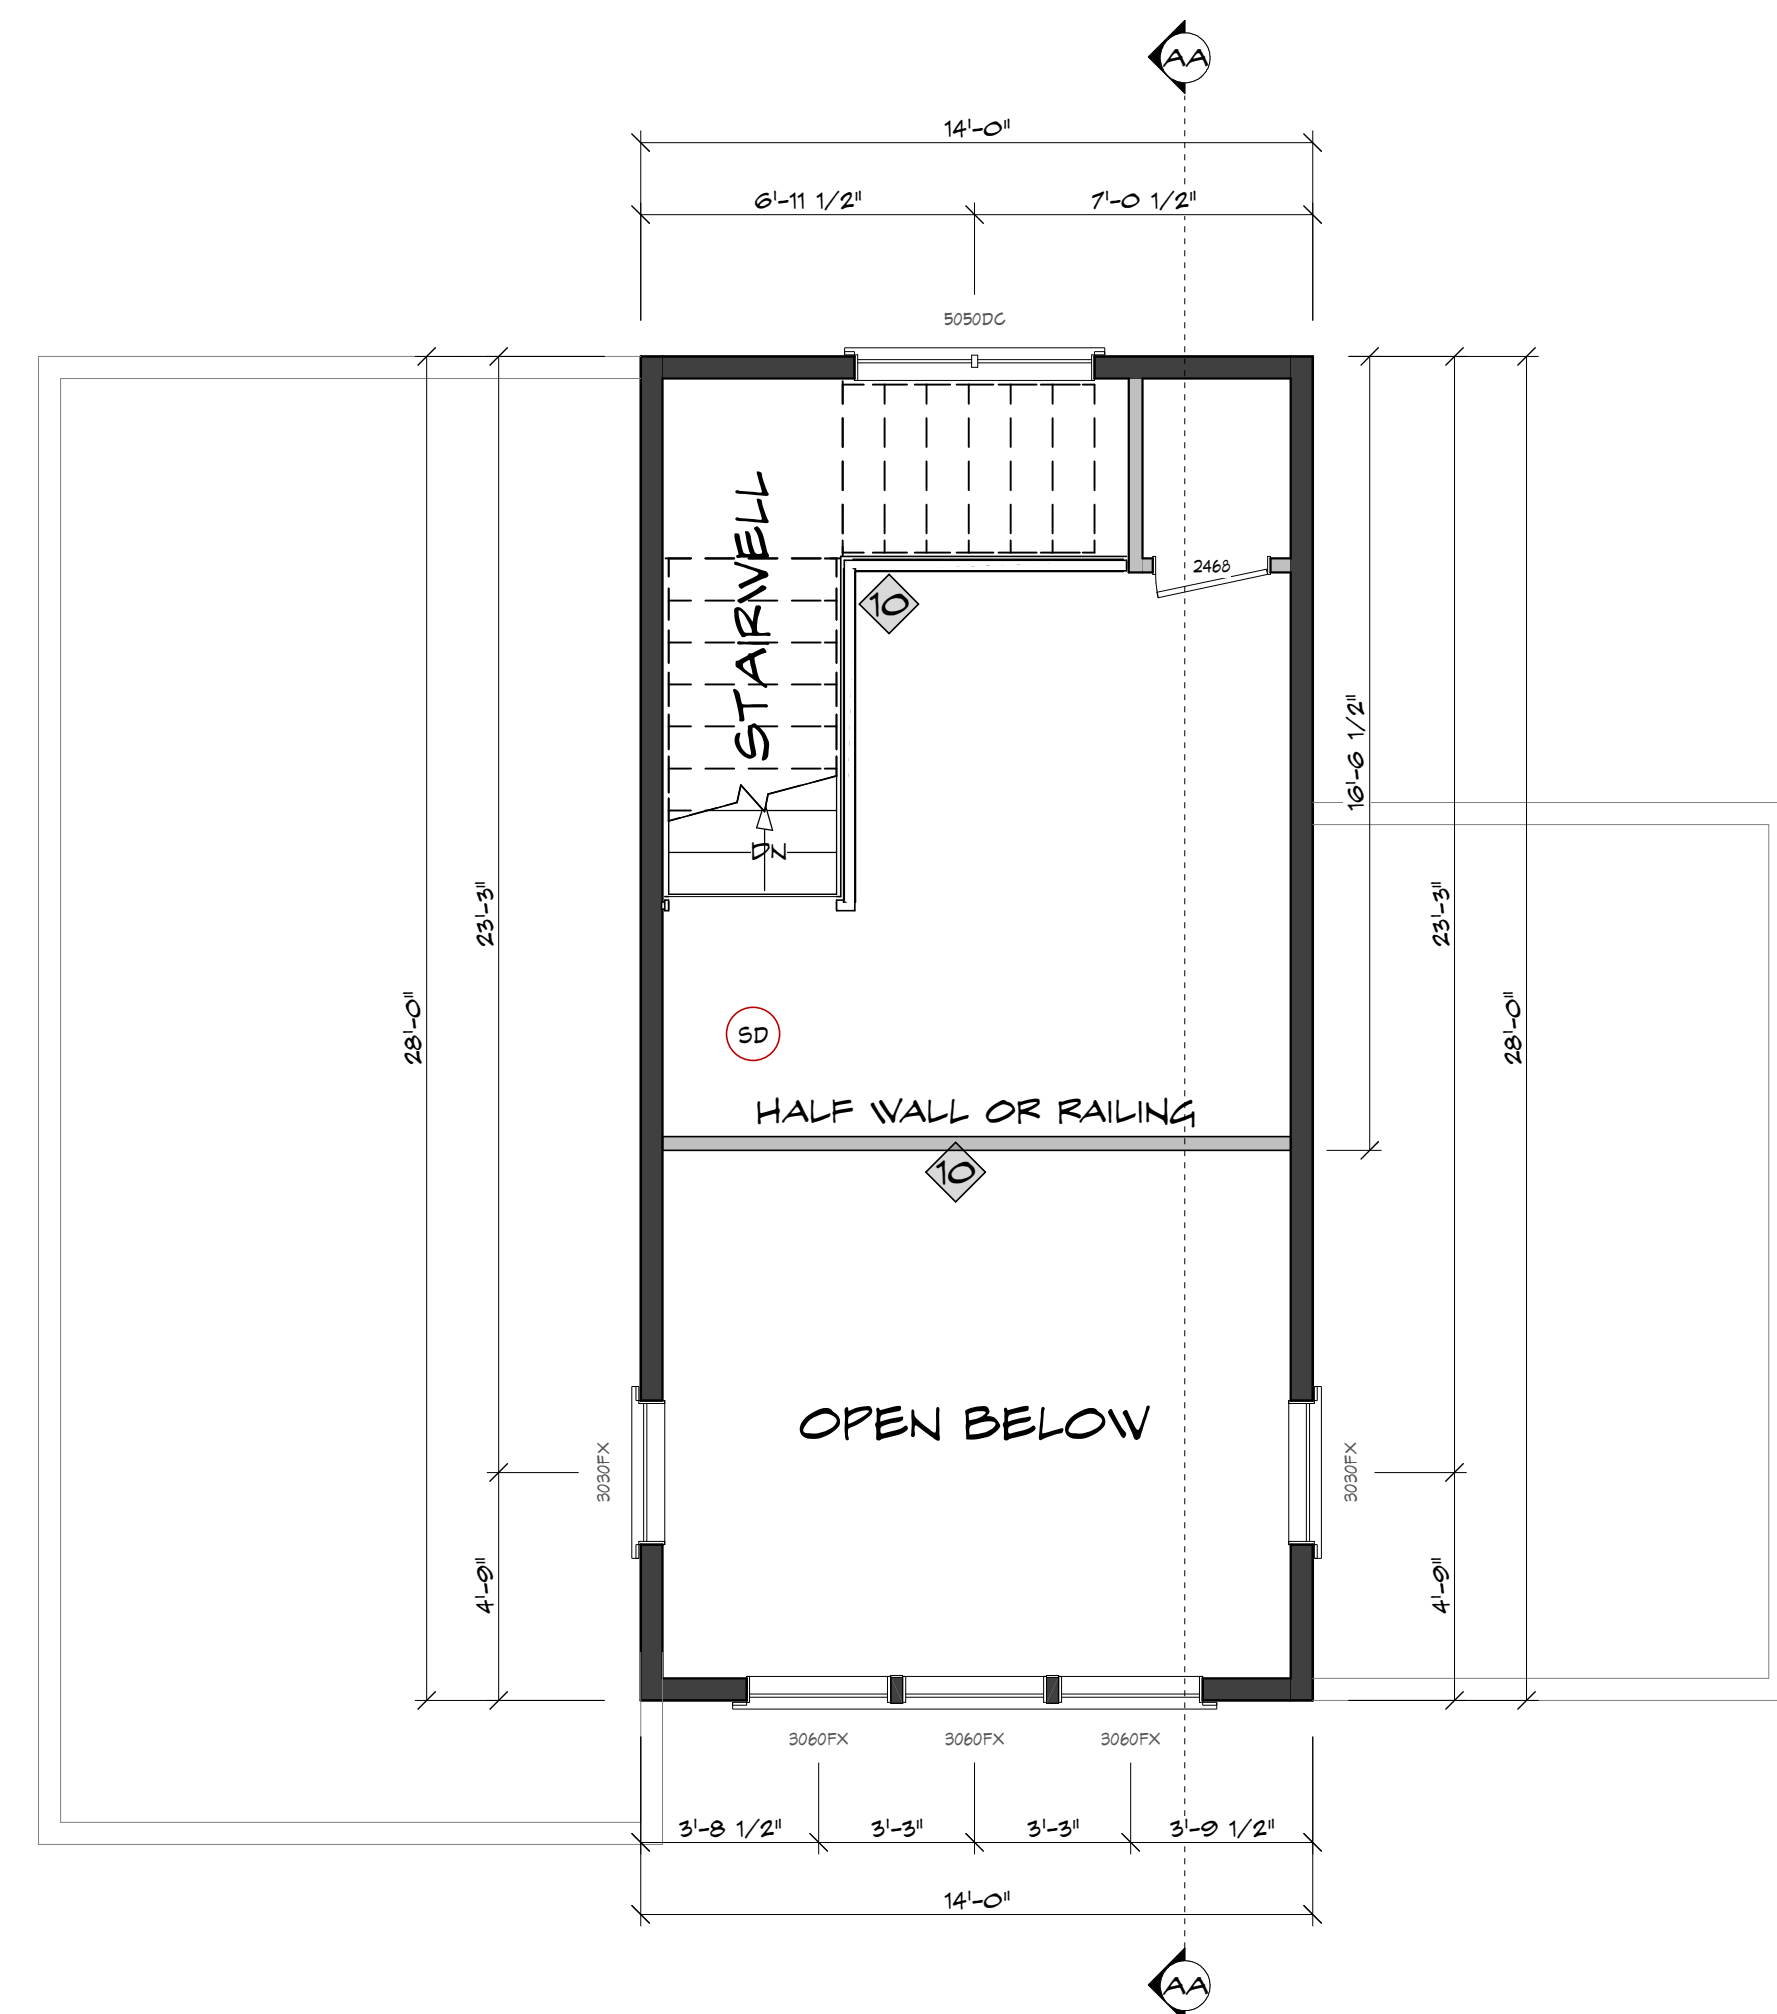 AA
14'-0"
6'-11 1/2"
7'-0 1/2"
5050DC
STAIRWELL
2468
10
16'-6 1/2"
DN
23'-3"
23'-3"
28'-0"
28'-0"
SD
HALF WALL OR RAILING
10
OPEN BELOW
3030FX
3030FX
4'-9"
4'-9"
3060FX
3060FX
3060FX
3'-8 1/2"
3'-3"
3'-3"
3'-9 1/2"
14'-0"
AA